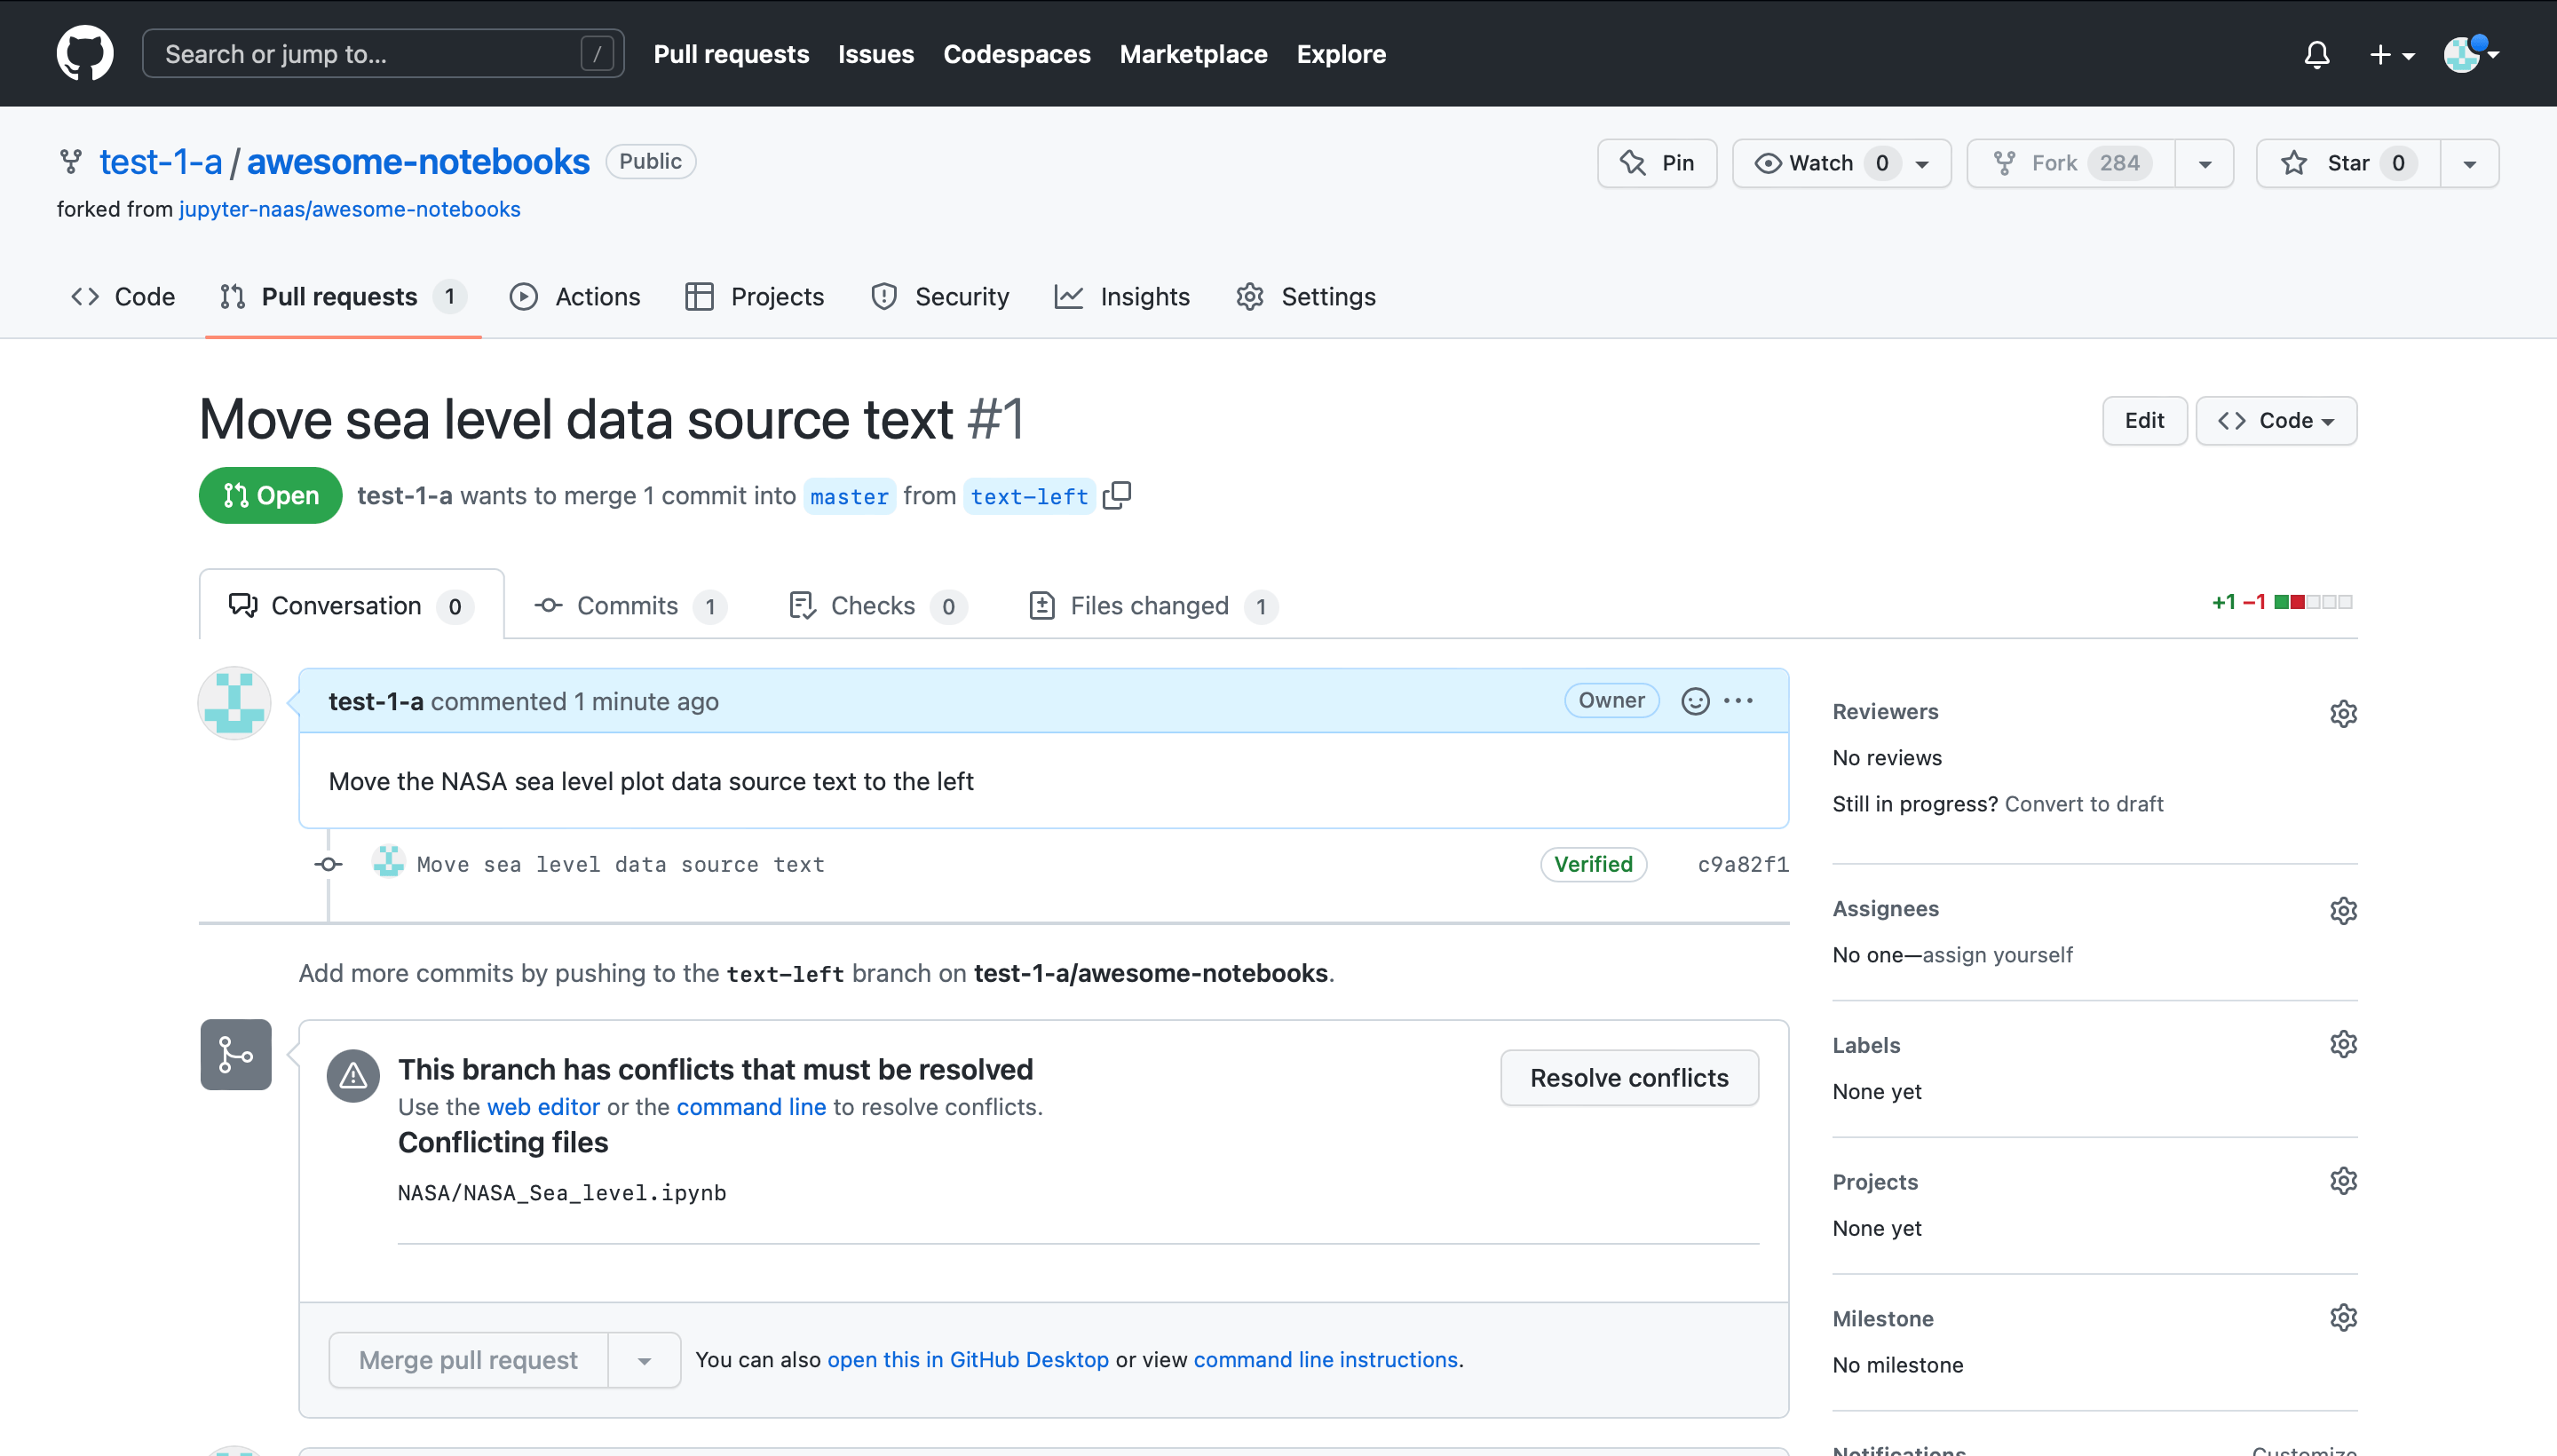 Search or jump to... /
Pull requests Issues Codespaces Marketplace Explore
test-1-a / awesome-notebooks Public
Pin Watch 0 Fork 284 Star 0
forked from jupyter-naas/awesome-notebooks
Code Pull requests 1 Actions Projects Security Insights Settings
Move sea level data source text #1
Edit Code
Open test-1-a wants to merge 1 commit into master from text-left
Conversation 0 Commits 1 Checks 0 Files changed 1
+1 −1
test-1-a commented 1 minute ago Owner
Move the NASA sea level plot data source text to the left
Move sea level data source text Verified c9a82f1
Add more commits by pushing to the text-left branch on test-1-a/awesome-notebooks.
This branch has conflicts that must be resolved
Use the web editor or the command line to resolve conflicts.
Resolve conflicts
Conflicting files
NASA/NASA_Sea_level.ipynb
Merge pull request You can also open this in GitHub Desktop or view command line instructions.
Reviewers
No reviews
Still in progress? Convert to draft
Assignees
No one—assign yourself
Labels
None yet
Projects
None yet
Milestone
No milestone
Notifications Customize